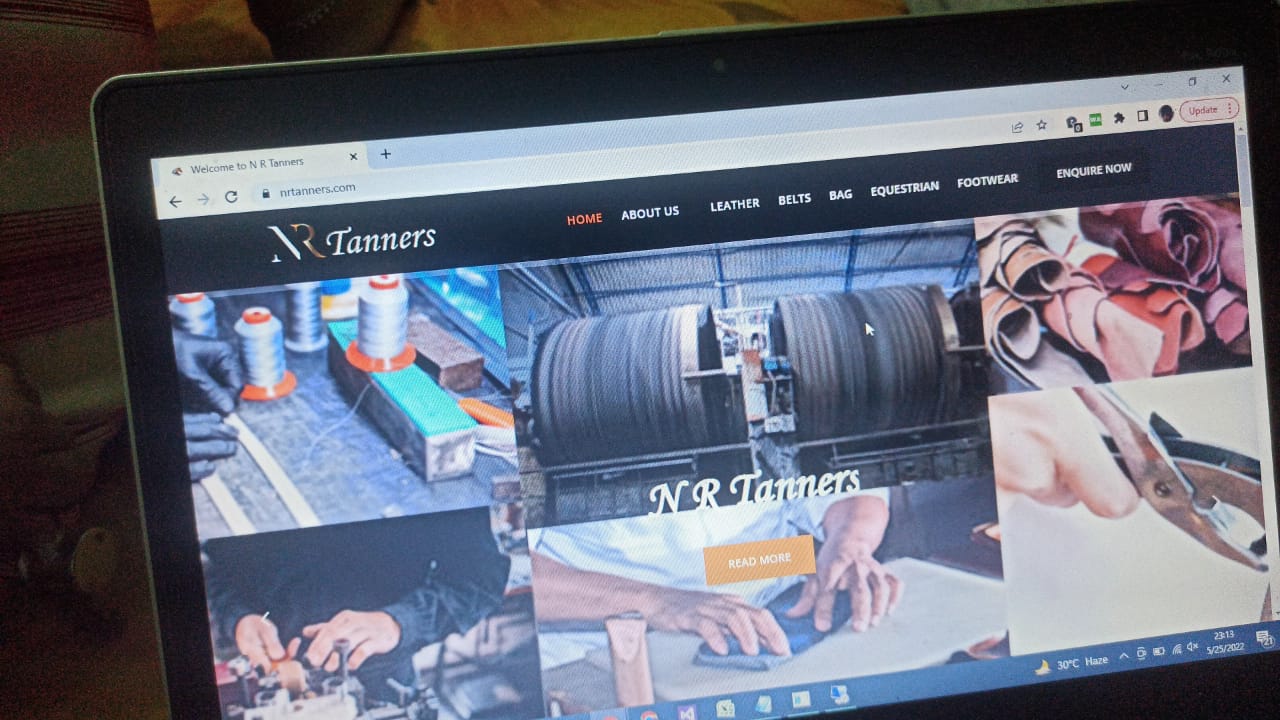 Welcome to N R Tanners
Update
nrtanners.com
NR Tanners
HOME ABOUT US LEATHER BELTS BAG EQUESTRIAN FOOTWEAR ENQUIRE NOW
N R Tanners
READ MORE
30°C Haze
23:13
5/25/2022
21